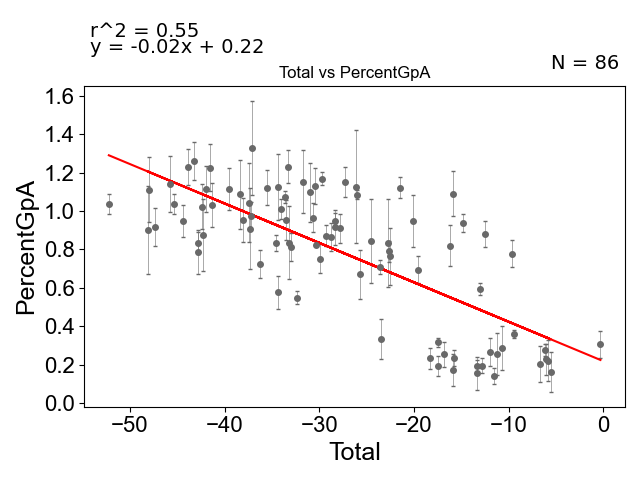 r^2 = 0.55
y = -0.02x + 0.22
N = 86
Total vs PercentGpA
1.6
1.4
1.2
1.0
0.8
0.6
0.4
0.2
0.0
PercentGpA
−50 −40 −30 −20 −10 0
Total